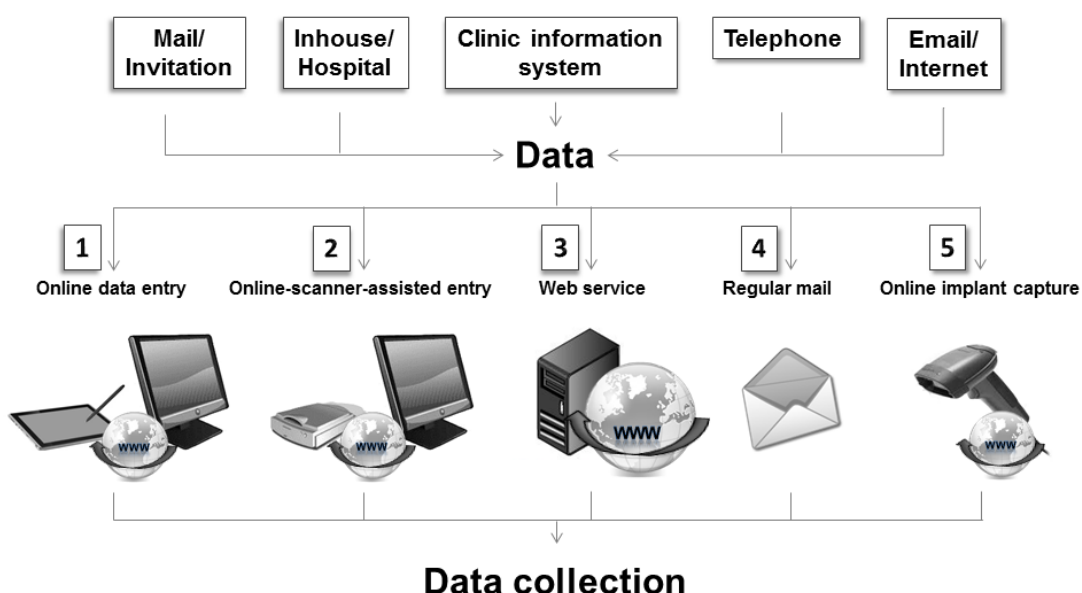 Mail/
Invitation
Inhouse/
Hospital
Clinic information
system
Telephone
Email/
Internet
Data
1
2
3
4
5
Online data entry
Online-scanner-assisted entry
Web service
Regular mail
Online implant capture
www
www
www
www
Data collection